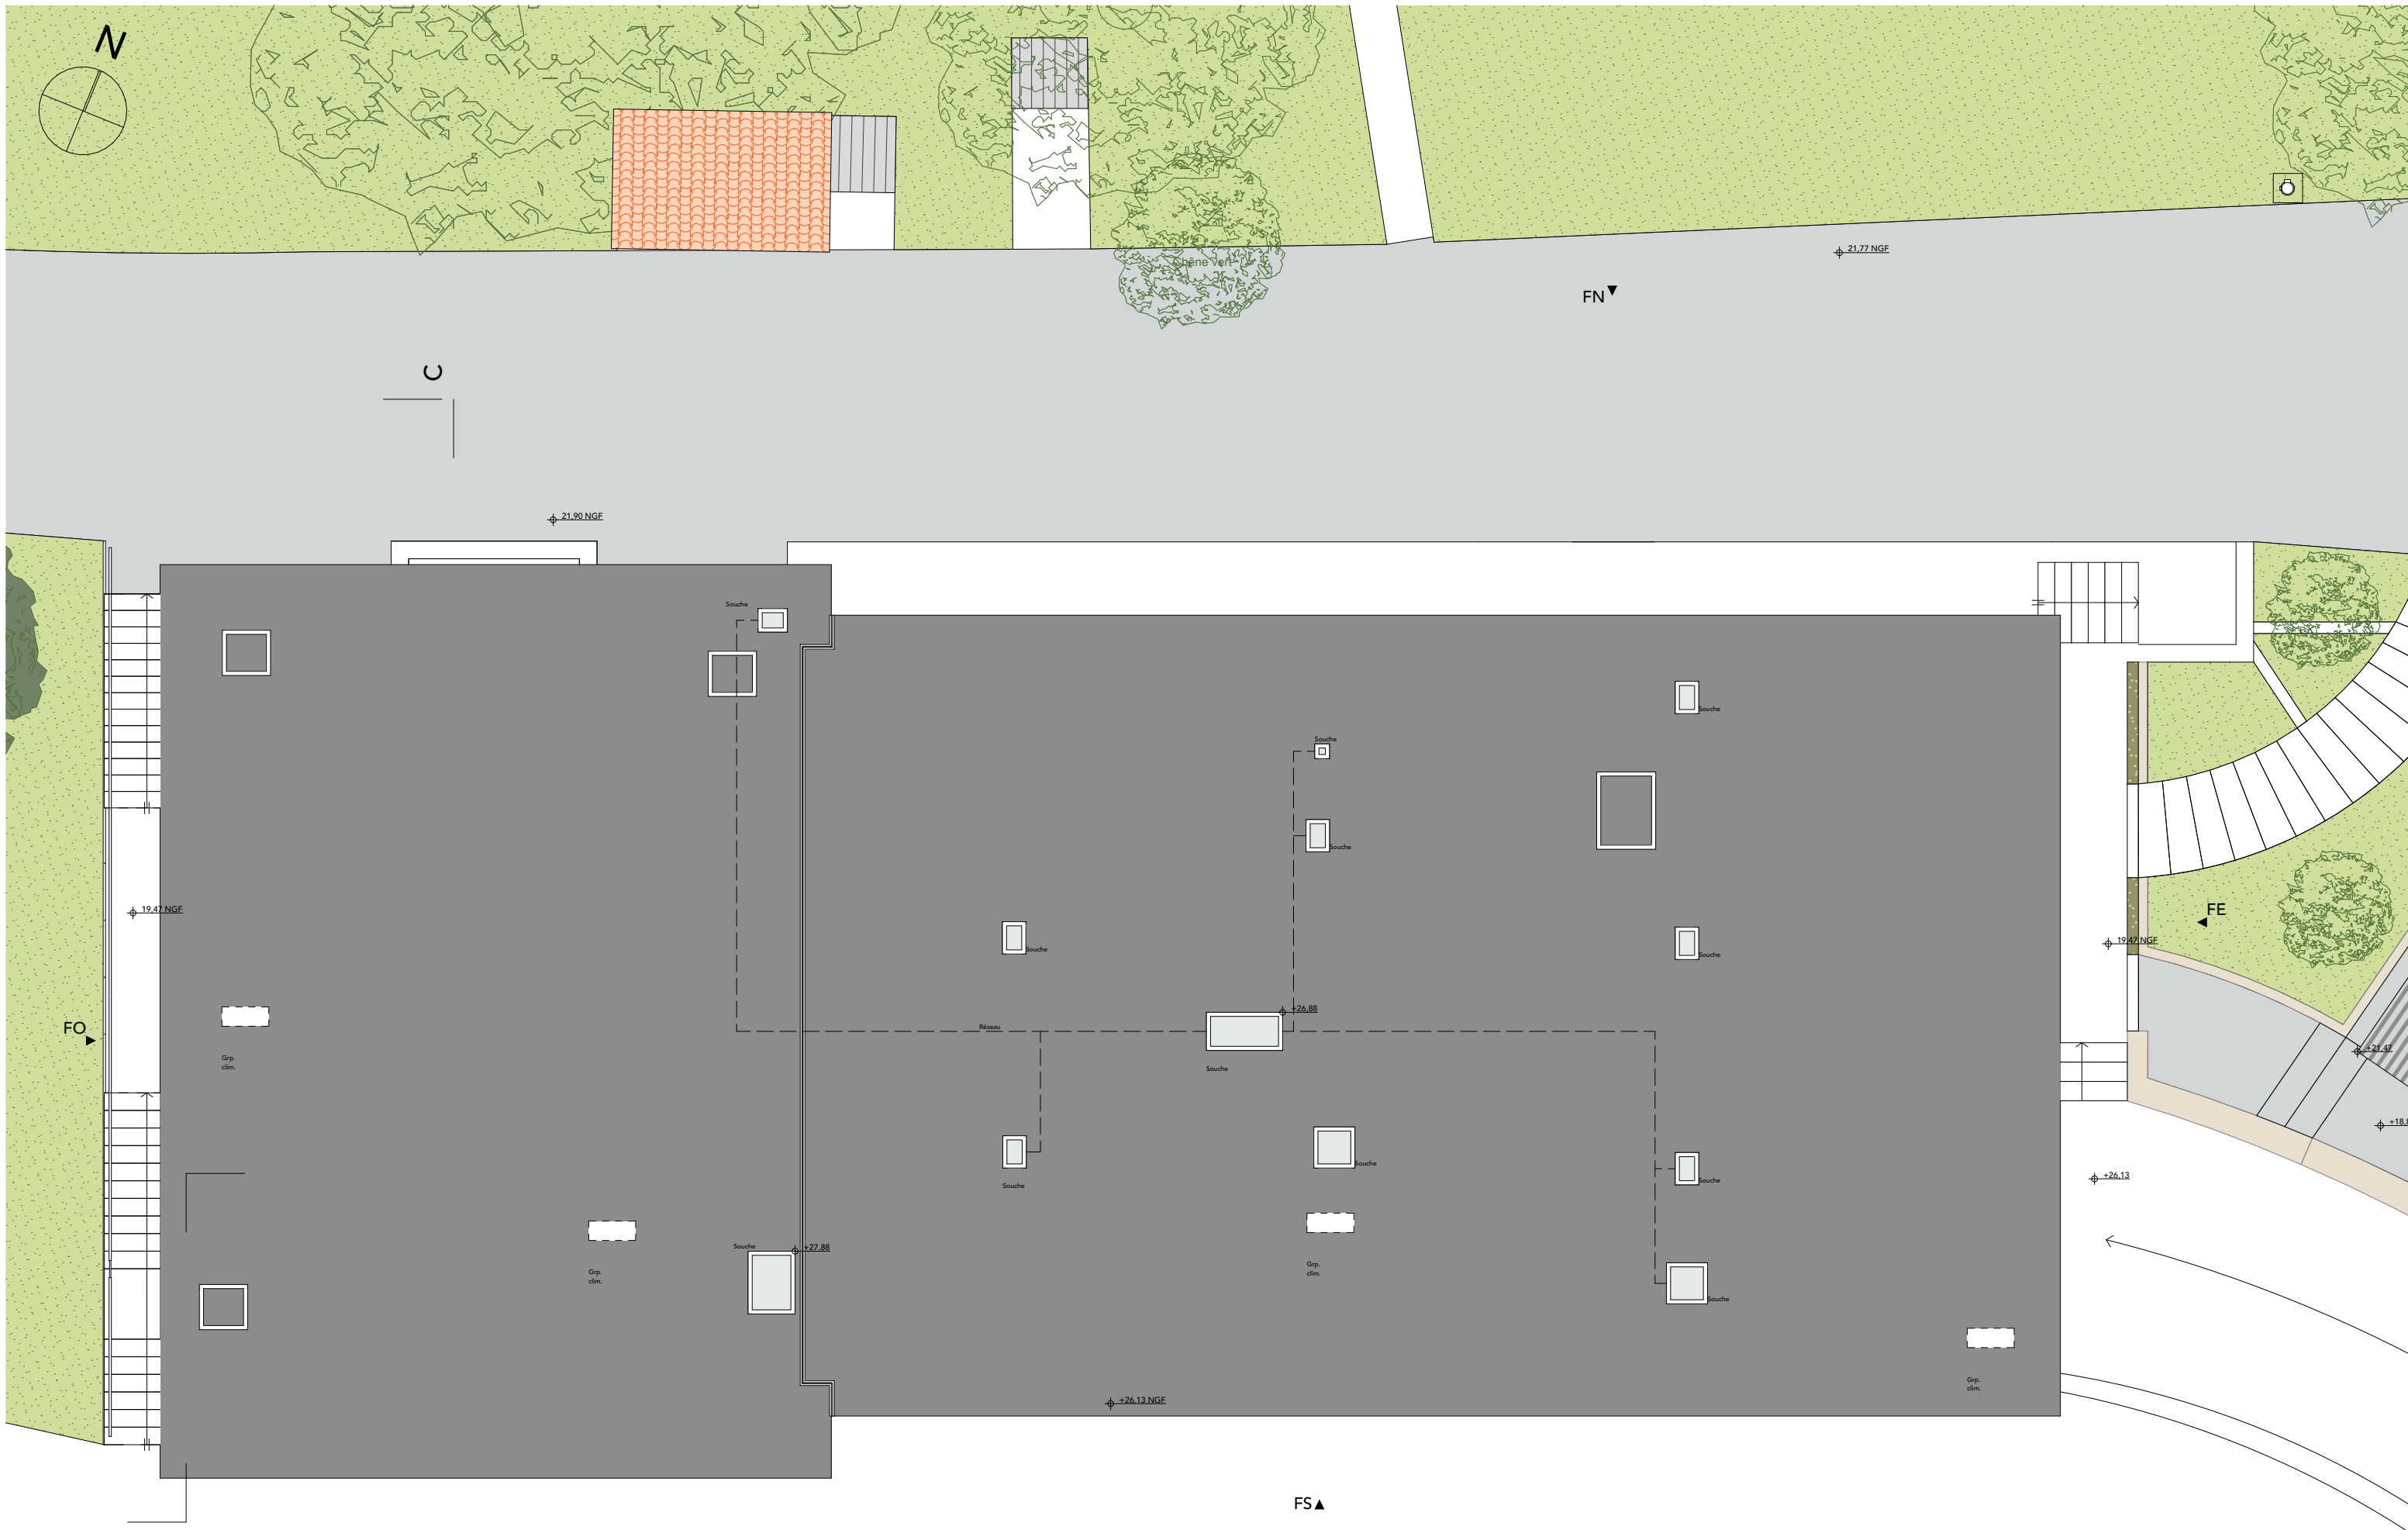 N
Chêne vert
21,77 NGF
FN
C
21,90 NGF
Souche
Souche
Souche
Souche
19,47 NGF
FE
Souche
Souche
19,47 NGF
+26,88
FO
Réseau
Grp.
clim.
Souche
+21,47
Souche
Souche
Souche
+26,13
Souche
+27,88
Grp.
clim.
Grp.
clim.
Souche
Grp.
clim.
+26,13 NGF
FS